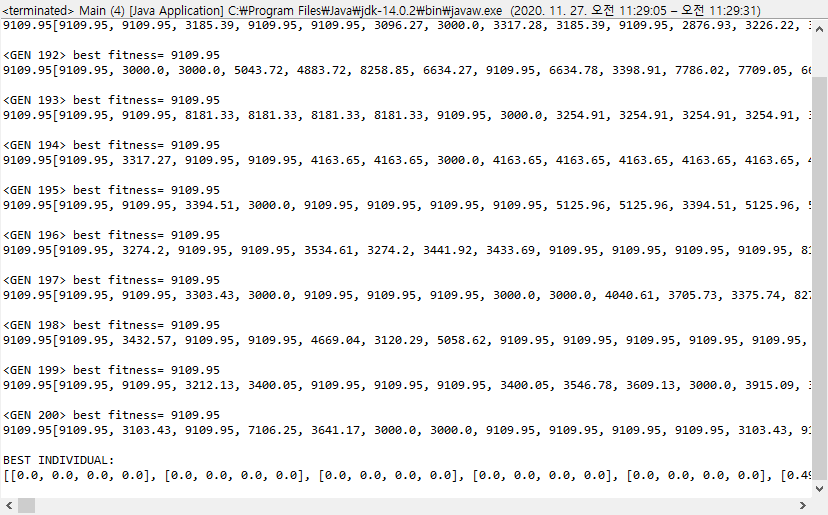 <terminated> Main (4) [Java Application] C:₩Program Files₩Java₩jdk-14.0.2₩bin₩javaw.exe (2020. 11. 27. 오전 11:29:05 – 오전 11:29:31)
9109.95[9109.95, 9109.95, 3185.39, 9109.95, 9109.95, 9109.95, 3096.27, 3000.0, 3317.28, 3185.39, 9109.95, 2876.93, 3226.22,
<GEN 192> best fitness= 9109.95
9109.95[9109.95, 3000.0, 3000.0, 5043.72, 4883.72, 8258.85, 6634.27, 9109.95, 6634.78, 3398.91, 7786.02, 7709.05, 66
<GEN 193> best fitness= 9109.95
9109.95[9109.95, 9109.95, 8181.33, 8181.33, 8181.33, 8181.33, 9109.95, 3000.0, 3254.91, 3254.91, 3254.91, 3254.91,
<GEN 194> best fitness= 9109.95
9109.95[9109.95, 3317.27, 9109.95, 9109.95, 4163.65, 4163.65, 3000.0, 4163.65, 4163.65, 4163.65, 4163.65, 4163.65,
<GEN 195> best fitness= 9109.95
9109.95[9109.95, 9109.95, 3394.51, 3000.0, 9109.95, 9109.95, 9109.95, 9109.95, 5125.96, 5125.96, 3394.51, 5125.96,
<GEN 196> best fitness= 9109.95
9109.95[9109.95, 3274.2, 9109.95, 9109.95, 3534.61, 3274.2, 3441.92, 3433.69, 9109.95, 9109.95, 9109.95, 9109.95,
<GEN 197> best fitness= 9109.95
9109.95[9109.95, 9109.95, 3303.43, 3000.0, 9109.95, 9109.95, 9109.95, 3000.0, 3000.0, 4040.61, 3705.73, 3375.74, 827
<GEN 198> best fitness= 9109.95
9109.95[9109.95, 3432.57, 9109.95, 9109.95, 4669.04, 3120.29, 5058.62, 9109.95, 9109.95, 9109.95, 9109.95, 9109.95,
<GEN 199> best fitness= 9109.95
9109.95[9109.95, 9109.95, 3212.13, 3400.05, 9109.95, 9109.95, 9109.95, 3400.05, 3546.78, 3609.13, 3000.0, 3915.09,
<GEN 200> best fitness= 9109.95
9109.95[9109.95, 3103.43, 9109.95, 7106.25, 3641.17, 3000.0, 3000.0, 9109.95, 9109.95, 9109.95, 9109.95, 3103.43,
BEST INDIVIDUAL:
[[0.0, 0.0, 0.0, 0.0], [0.0, 0.0, 0.0, 0.0], [0.0, 0.0, 0.0, 0.0], [0.0, 0.0, 0.0, 0.0], [0.0, 0.0, 0.0, 0.0], [0.49